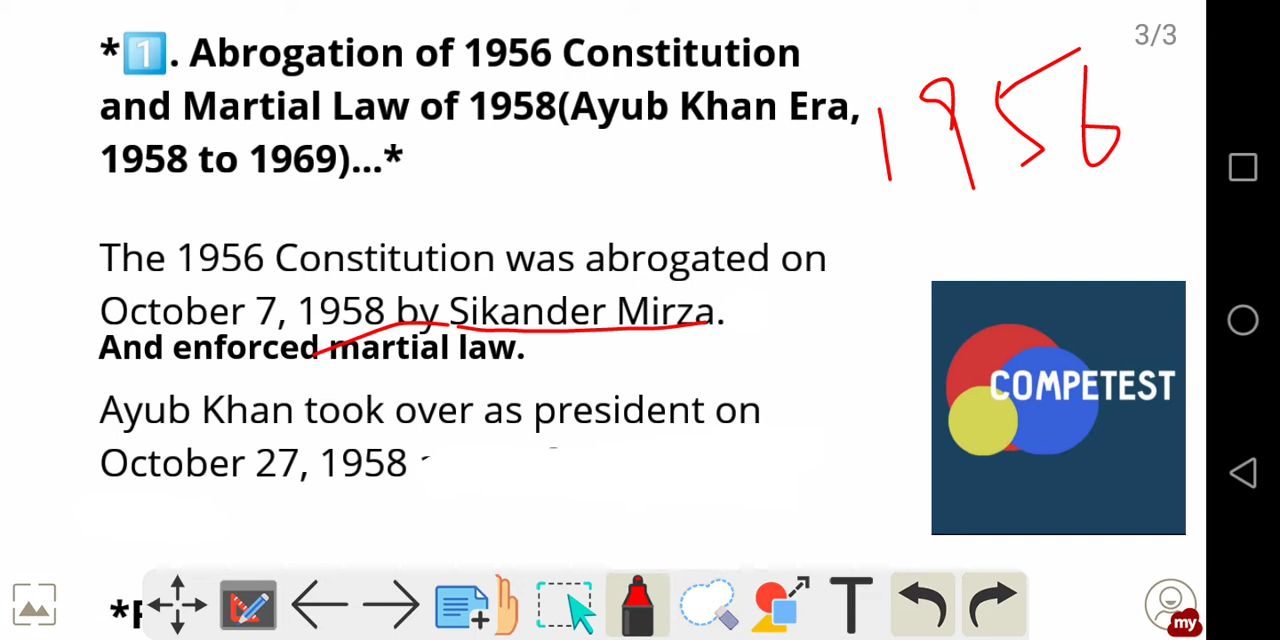 3/3
*1️⃣. Abrogation of 1956 Constitution
and Martial Law of 1958(Ayub Khan Era,
1958 to 1969)...*
1956
The 1956 Constitution was abrogated on
October 7, 1958 by Sikander Mirza.
And enforced martial law.
COMPETEST
Ayub Khan took over as president on
October 27, 1958
T
my